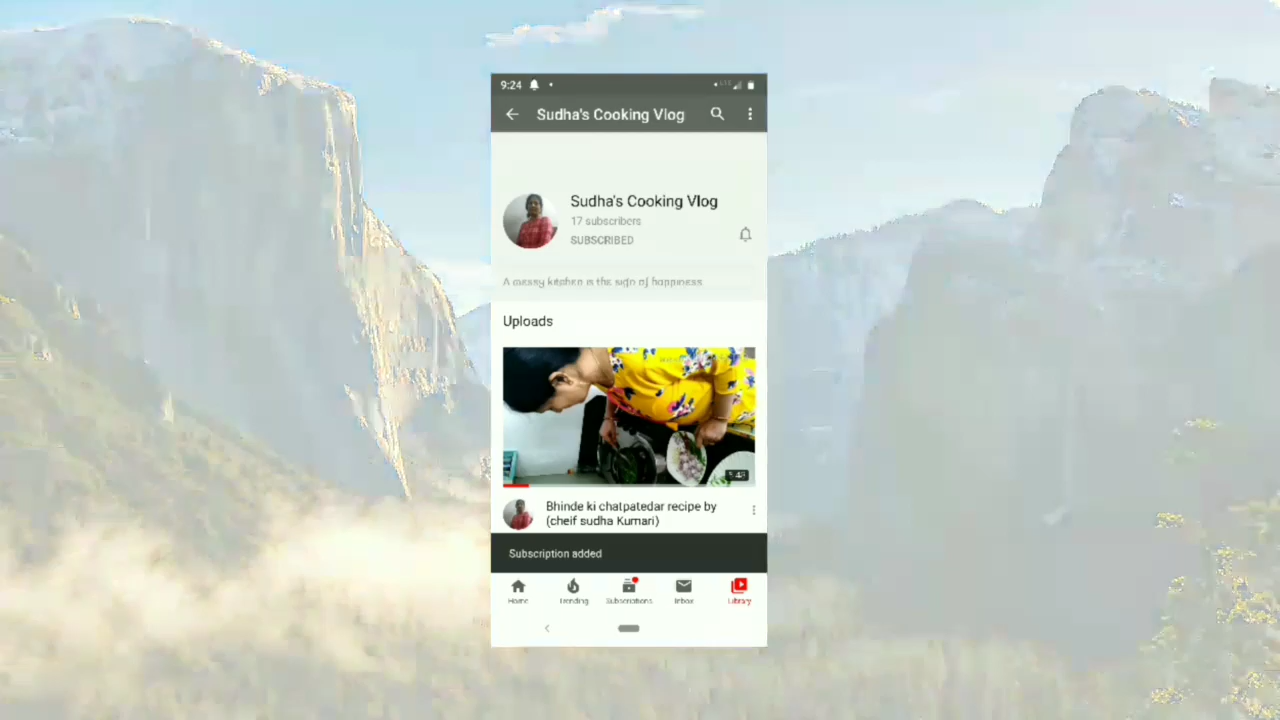 9:24
Sudha's Cooking Vlog
Sudha's Cooking Vlog
17 subscribers
SUBSCRIBED
A messy kitchen is the sign of happiness
Uploads
Bhinde ki chatpatedar recipe by
(cheif sudha Kumari)
Subscription added
Home Trending Subscriptions Inbox Library